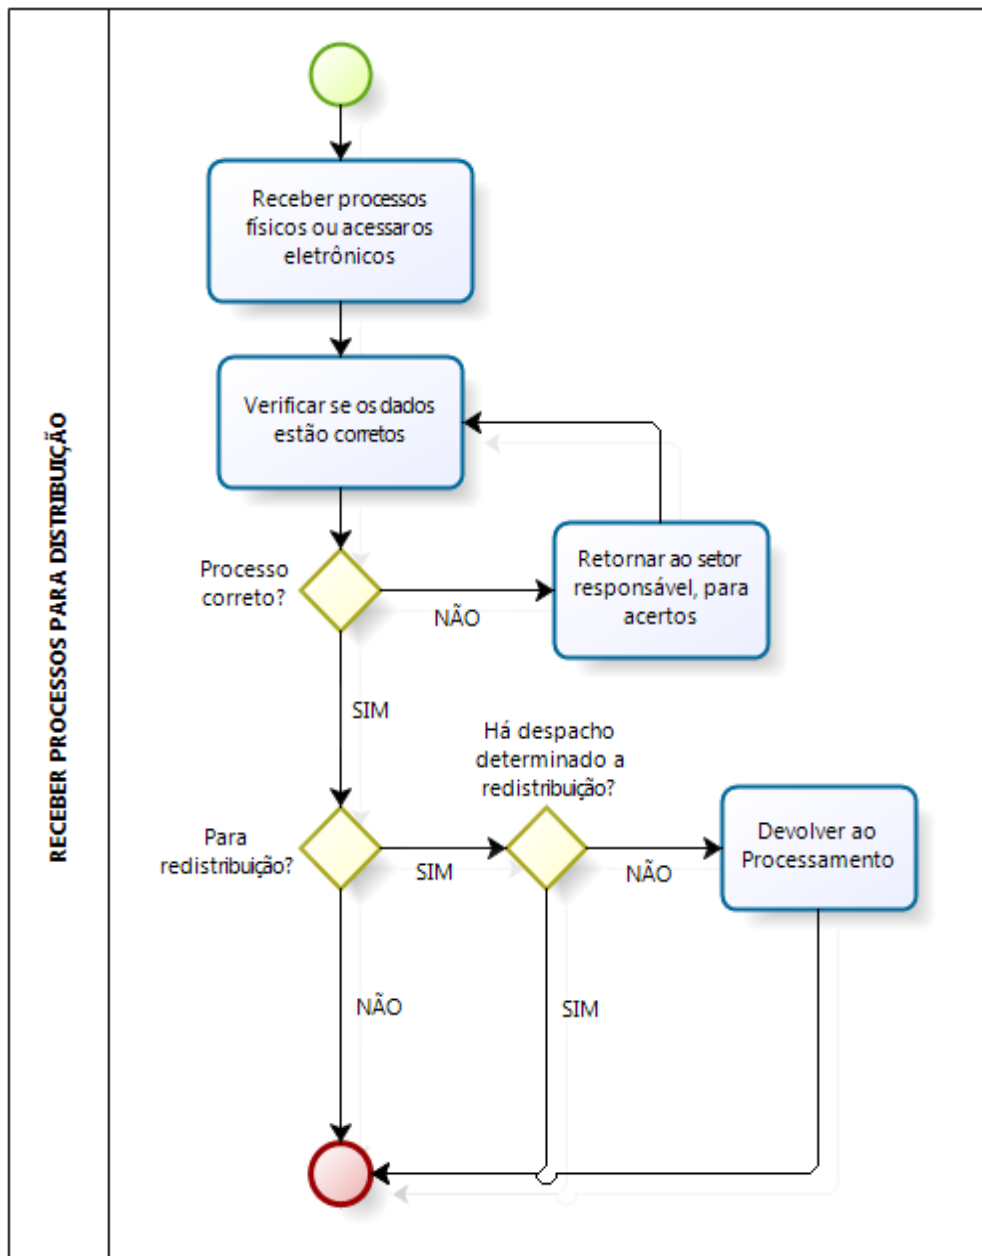 RECEBER PROCESSOS PARA DISTRIBUIÇÃO
Receber processos
físicos ou acessar os
eletrônicos
Verificar se os dados
estão corretos
Processo
correto?
NÃO
Retornar ao setor
responsável, para
acertos
SIM
Há despacho
determinado a
redistribuição?
Para
redistribuição?
SIM
NÃO
Devolver ao
Processamento
NÃO
SIM